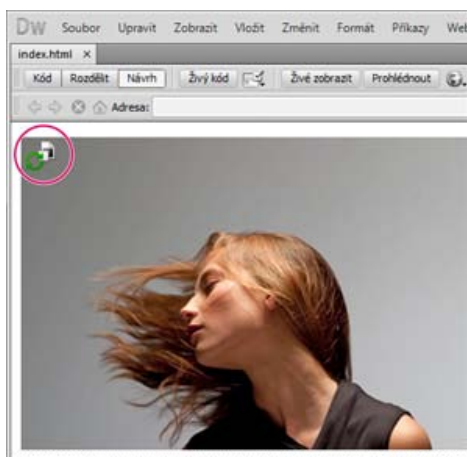 Dw Soubor Upravit Zobrazit Vložit Změnit Formát Příkazy
index.html ×
Kód Rozdělit Návrh Živý kód Živé zobrazit Prohlédnout
Adresa: